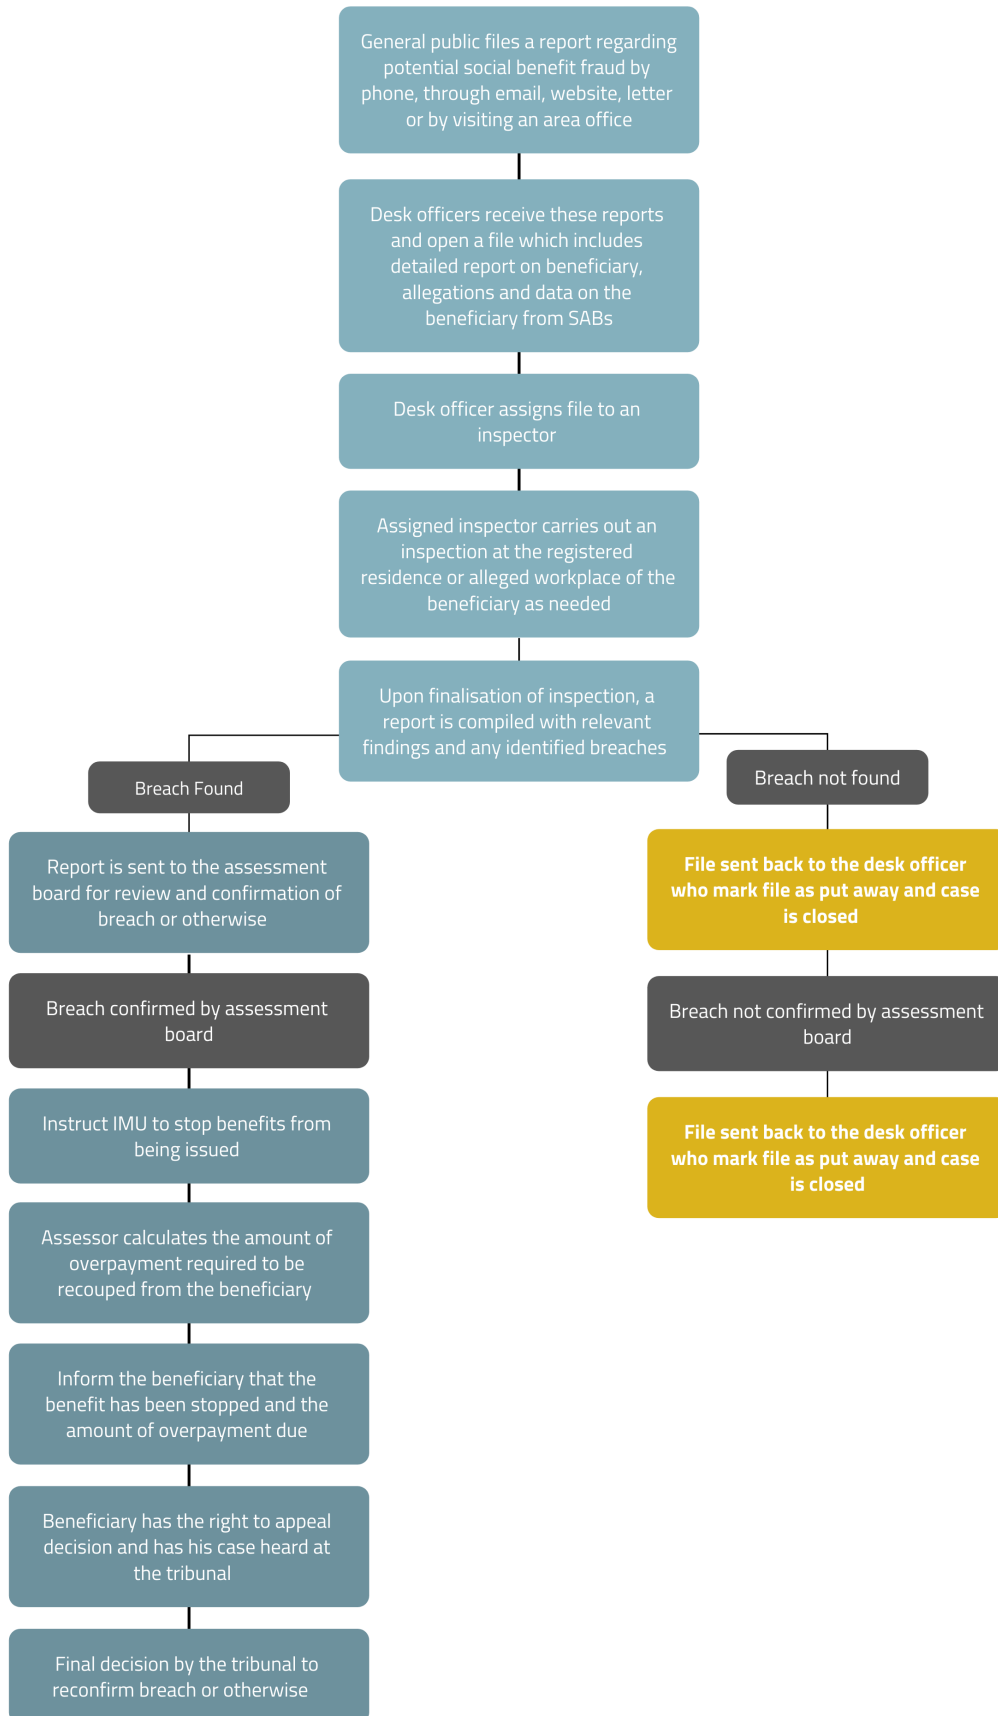 General public files a report regarding
potential social benefit fraud by
phone, through email, website, letter
or by visiting an area office
Desk officers receive these reports
and open a file which includes
detailed report on beneficiary,
allegations and data on the
beneficiary from SABs
Desk officer assigns file to an
inspector
Assigned inspector carries out an
inspection at the registered
residence or alleged workplace of the
beneficiary as needed
Upon finalisation of inspection, a
report is compiled with relevant
findings and any identified breaches
Breach Found
Report is sent to the assessment
board for review and confirmation of
breach or otherwise
Breach confirmed by assessment
board
Instruct IMU to stop benefits from
being issued
Assessor calculates the amount of
overpayment required to be
recouped from the beneficiary
Inform the beneficiary that the
benefit has been stopped and the
amount of overpayment due
Beneficiary has the right to appeal
decision and has his case heard at
the tribunal
Final decision by the tribunal to
reconfirm breach or otherwise
Breach not found
File sent back to the desk officer
who mark file as put away and case
is closed
Breach not confirmed by assessment
board
File sent back to the desk officer
who mark file as put away and case
is closed